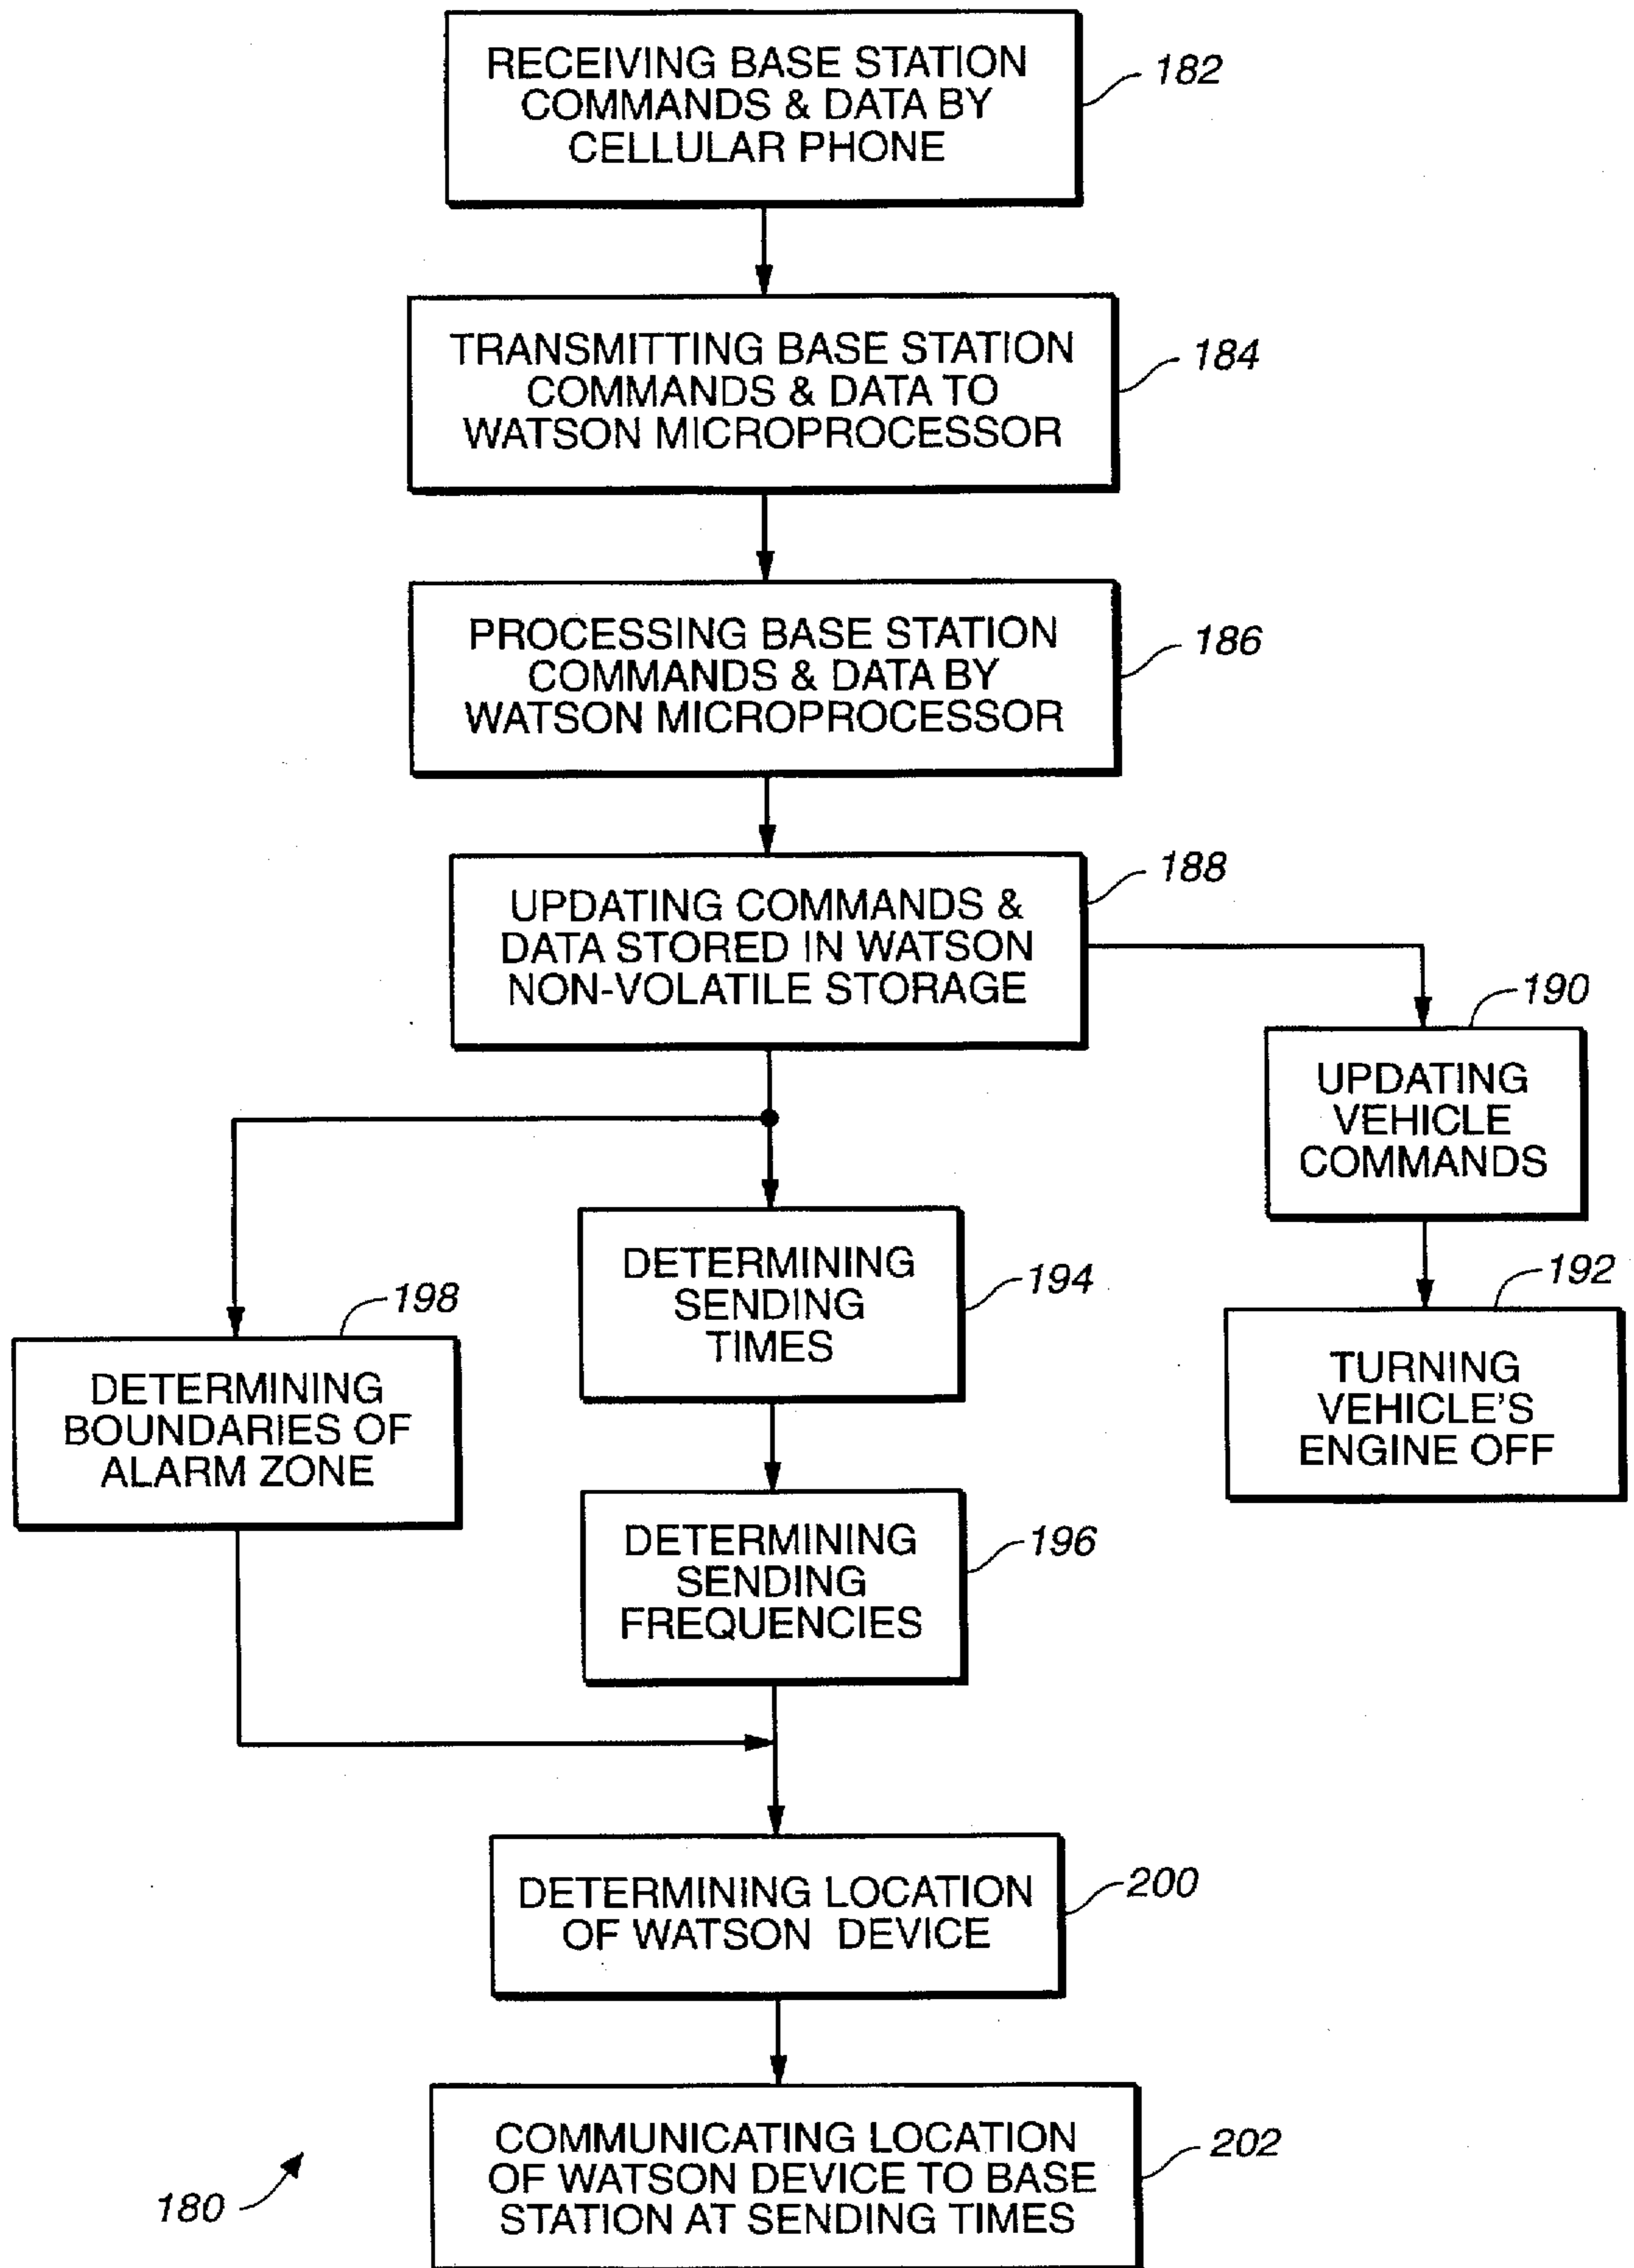 RECEIVING BASE STATION
COMMANDS & DATA BY
CELLULAR PHONE
182
TRANSMITTING BASE STATION
COMMANDS & DATA TO
WATSON MICROPROCESSOR
184
PROCESSING BASE STATION
COMMANDS & DATA BY
WATSON MICROPROCESSOR
186
UPDATING COMMANDS &
DATA STORED IN WATSON
NON-VOLATILE STORAGE
188
190
UPDATING
VEHICLE
COMMANDS
192
TURNING
VEHICLE'S
ENGINE OFF
DETERMINING
SENDING
TIMES
194
198
DETERMINING
BOUNDARIES OF
ALARM ZONE
DETERMINING
SENDING
FREQUENCIES
196
DETERMINING LOCATION
OF WATSON DEVICE
200
COMMUNICATING LOCATION
OF WATSON DEVICE TO BASE
STATION AT SENDING TIMES
202
180